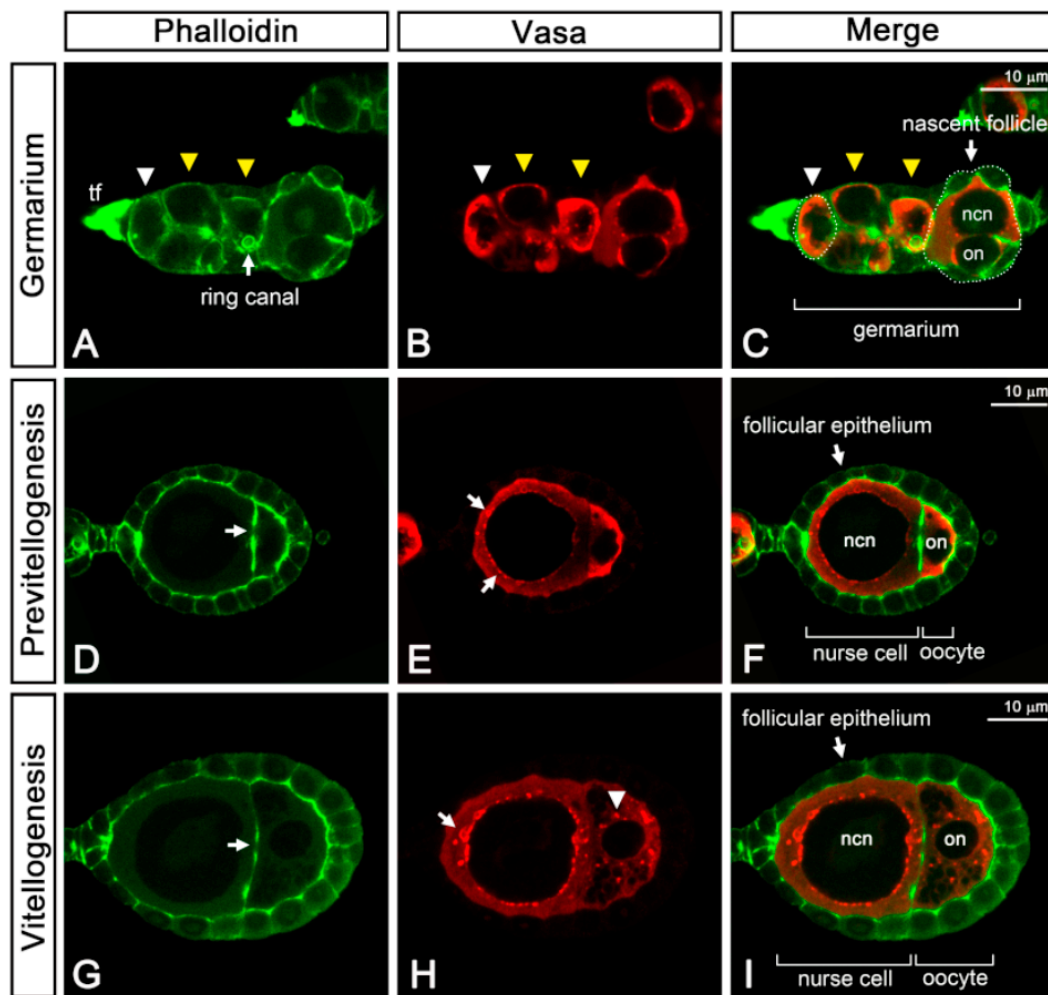 Phalloidin
Vasa
Merge
Germarium
tf
ring canal
A
B
10 μm
nascent follicle
ncn
on
germarium
C
Previtellogenesis
D
E
10 μm
follicular epithelium
ncn
on
nurse cell
oocyte
F
Vitellogenesis
G
H
10 μm
follicular epithelium
ncn
on
nurse cell
oocyte
I